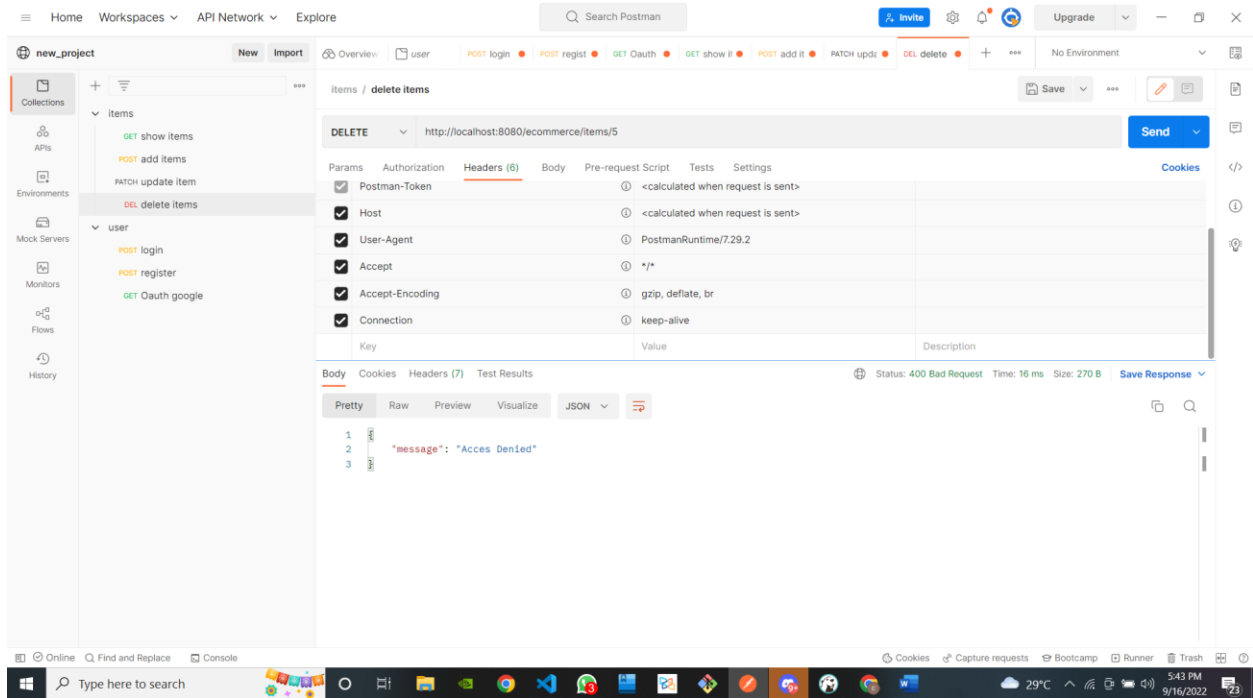 Home Workspaces API Network Explore Search Postman Invite Upgrade
new_project New Import Overview user POST login POST regist GET Oauth GET show it POST add it PATCH upda DEL delete No Environment
Collections
APIs
Environments
Mock Servers
Monitors
Flows
History
items
GET show items
POST add items
PATCH update item
DEL delete items
user
POST login
POST register
GET Oauth google
items / delete items Save
DELETE http://localhost:8080/ecommerce/items/5 Send
Params Authorization Headers (6) Body Pre-request Script Tests Settings Cookies
Postman-Token <calculated when request is sent>
Host <calculated when request is sent>
User-Agent PostmanRuntime/7.29.2
Accept */*
Accept-Encoding gzip, deflate, br
Connection keep-alive
Key Value Description
Body Cookies Headers (7) Test Results Status: 400 Bad Request Time: 16 ms Size: 270 B Save Response
Pretty Raw Preview Visualize JSON
1 {
2 "message": "Acces Denied"
3 }
Online Find and Replace Console Cookies Capture requests Bootcamp Runner Trash
Type here to search 29°C 5:43 PM
9/16/2022